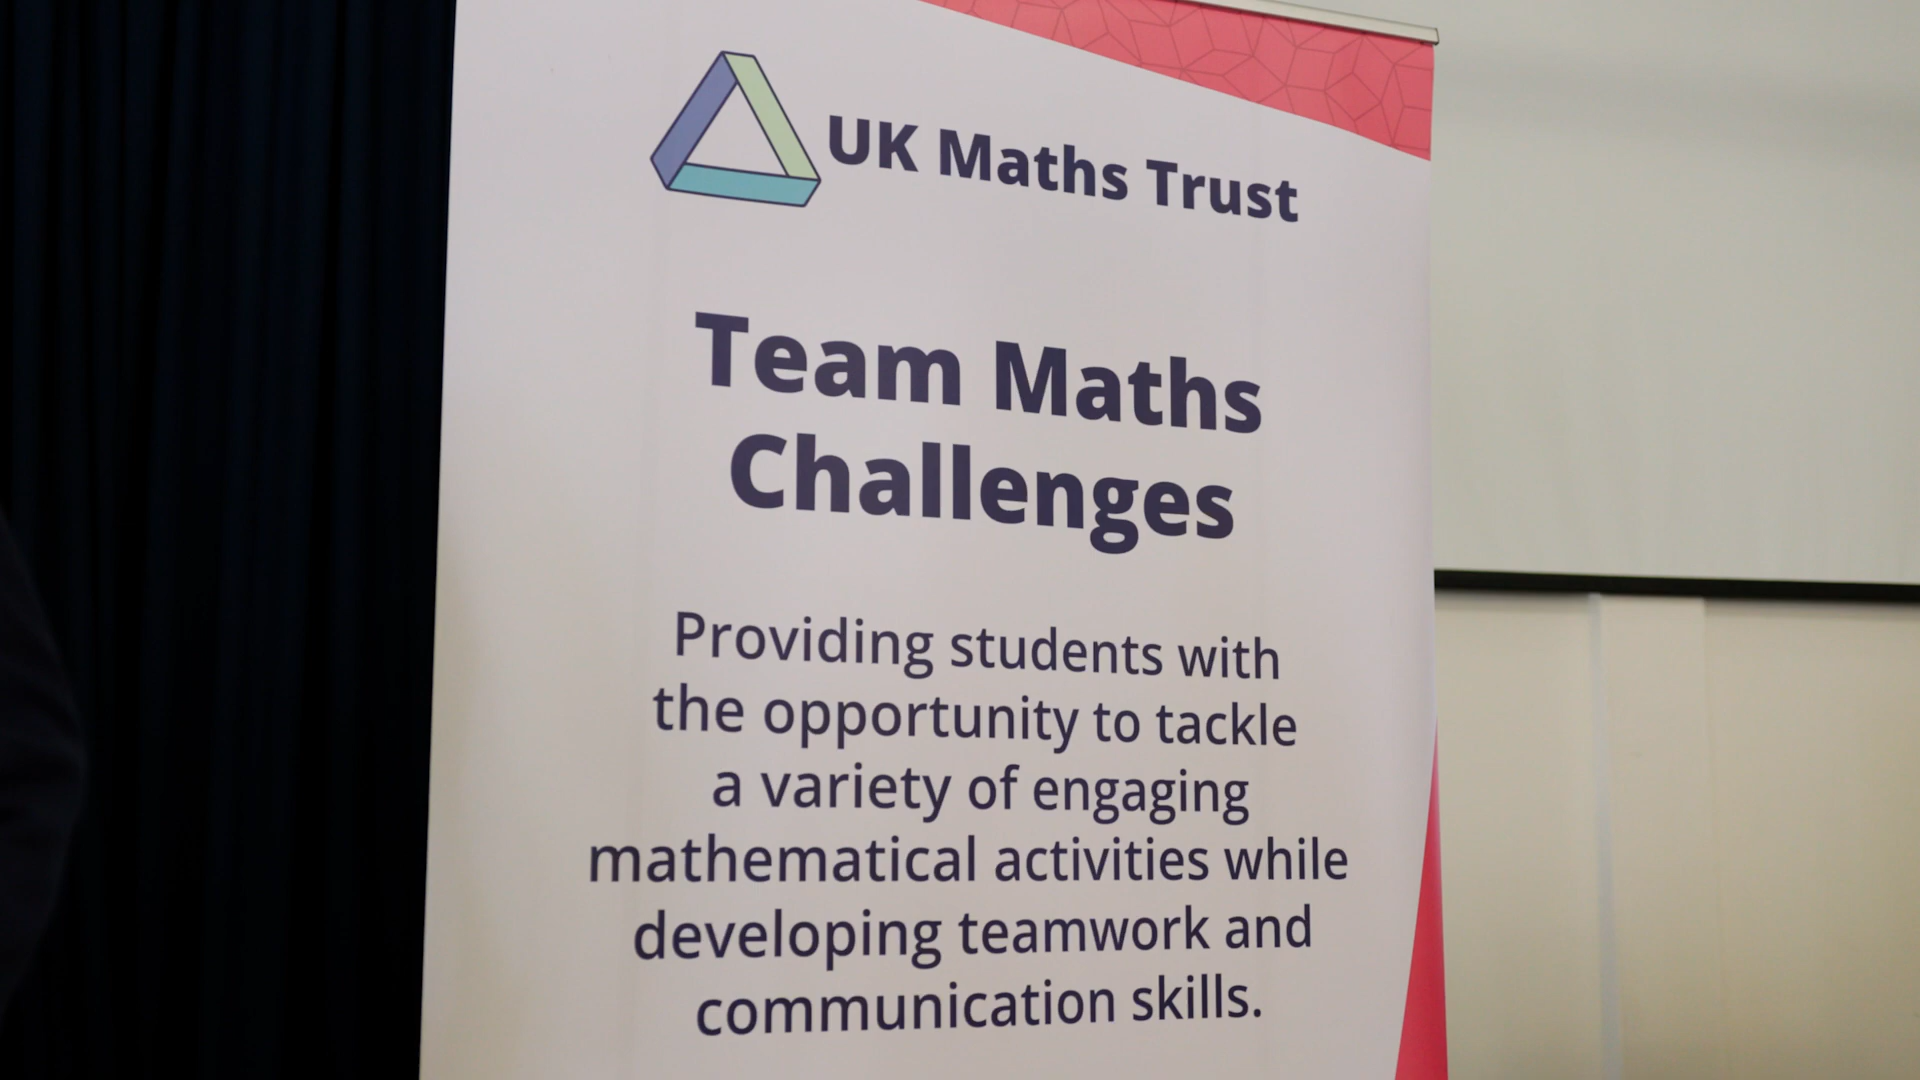 UK Maths Trust
Team Maths
Challenges
Providing students with
the opportunity to tackle
a variety of engaging
mathematical activities while
developing teamwork and
communication skills.